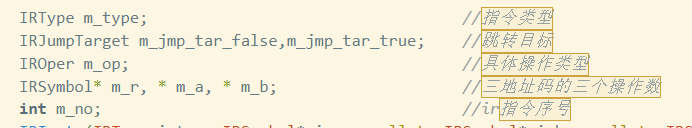 IRType m_type; //指令类型
IRJumpTarget m_jmp_tar_false,m_jmp_tar_true; //跳转目标
IROper m_op; //具体操作类型
IRSymbol* m_r, * m_a, * m_b; //三地址码的三个操作数
int m_no; //ir指令序号